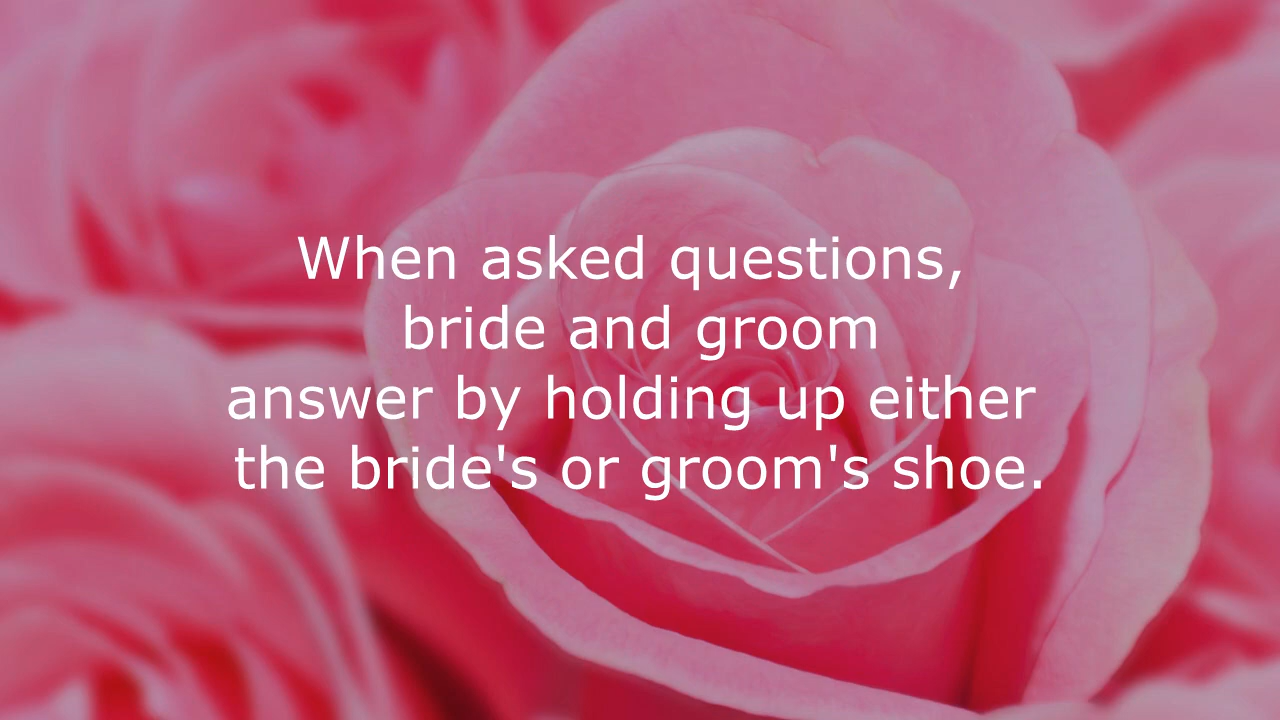 When asked questions,
bride and groom
answer by holding up either
the bride's or groom's shoe.